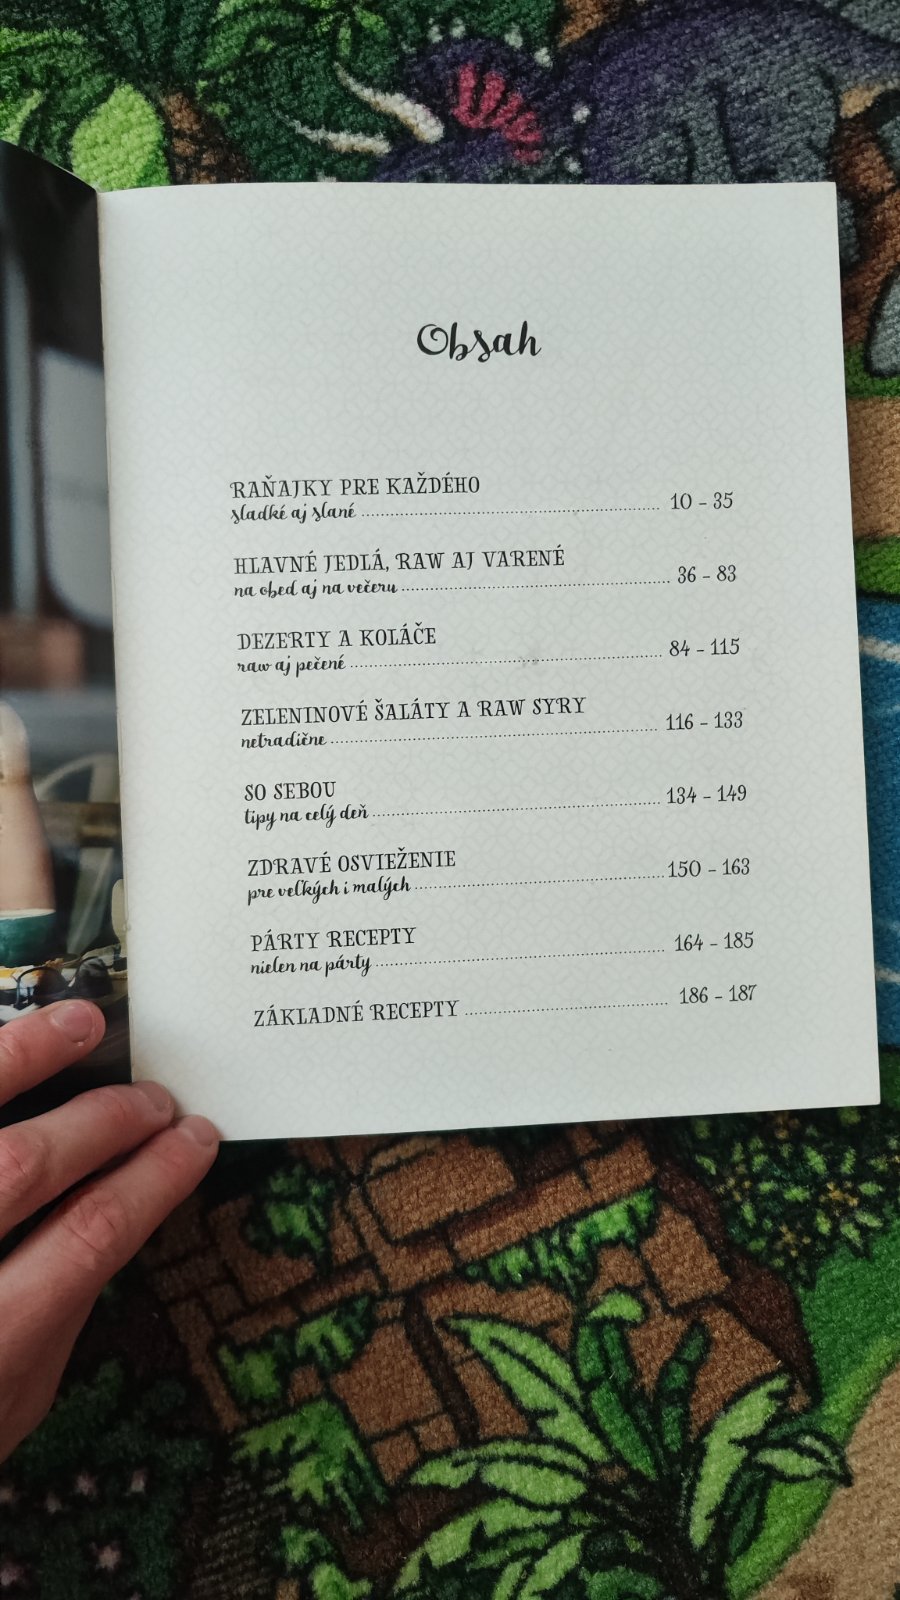 Obsah
RAŇAJKY PRE KAŽDÉHO
sladké aj slané ........ 10 - 35
HLAVNÉ JEDLÁ, RAW AJ VARENÉ
na obed aj na večeru ........ 36 - 83
DEZERTY A KOLÁČE
raw aj pečené ........ 84 - 115
ZELENINOVÉ ŠALÁTY A RAW SYRY
netradične ........ 116 - 133
SO SEBOU
tipy na celý deň ........ 134 - 149
ZDRAVÉ OSVIEŽENIE
pre veľkých i malých ........ 150 - 163
PÁRTY RECEPTY
nielen na párty ........ 164 - 185
ZÁKLADNÉ RECEPTY ........ 186 - 187